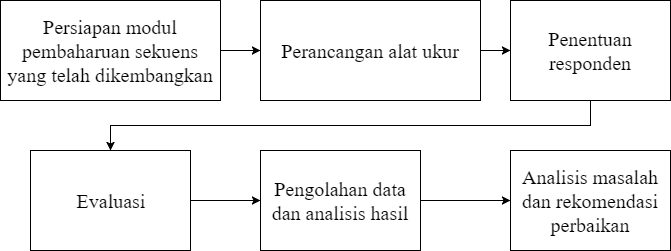 Persiapan modul
pembaharuan sekuens
yang telah dikembangkan
Perancangan alat ukur
Penentuan
responden
Evaluasi
Pengolahan data
dan analisis hasil
Analisis masalah
dan rekomendasi
perbaikan